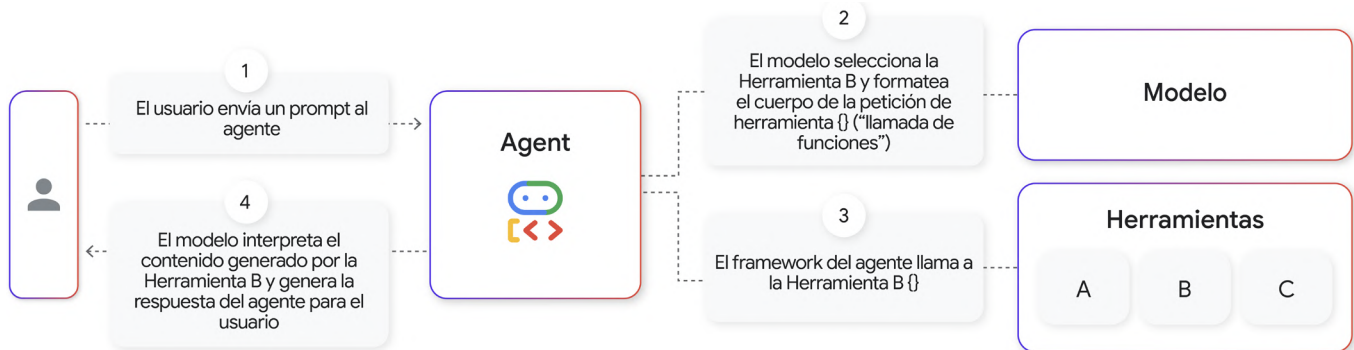 1
El usuario envía un prompt al
agente
4
El modelo interpreta el
contenido generado por la
Herramienta B y genera la
respuesta del agente para el
usuario
Agent
2
El modelo selecciona la
Herramienta B y formatea
el cuerpo de la petición de
herramienta {} (“llamada de
funciones”)
3
El framework del agente llama a
la Herramienta B {}
Modelo
Herramientas
A B C